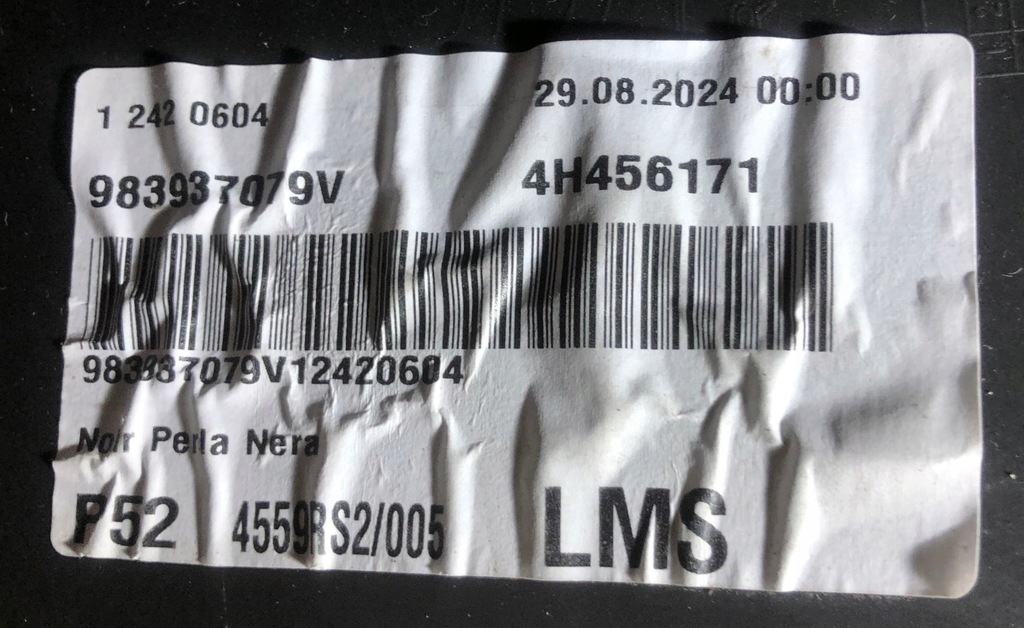 1 242 0604
29.08.2024 00:00
983937079V
4H456171
983937079V12420604
Noir Perla Nera
P52 4559RS2/005 LMS